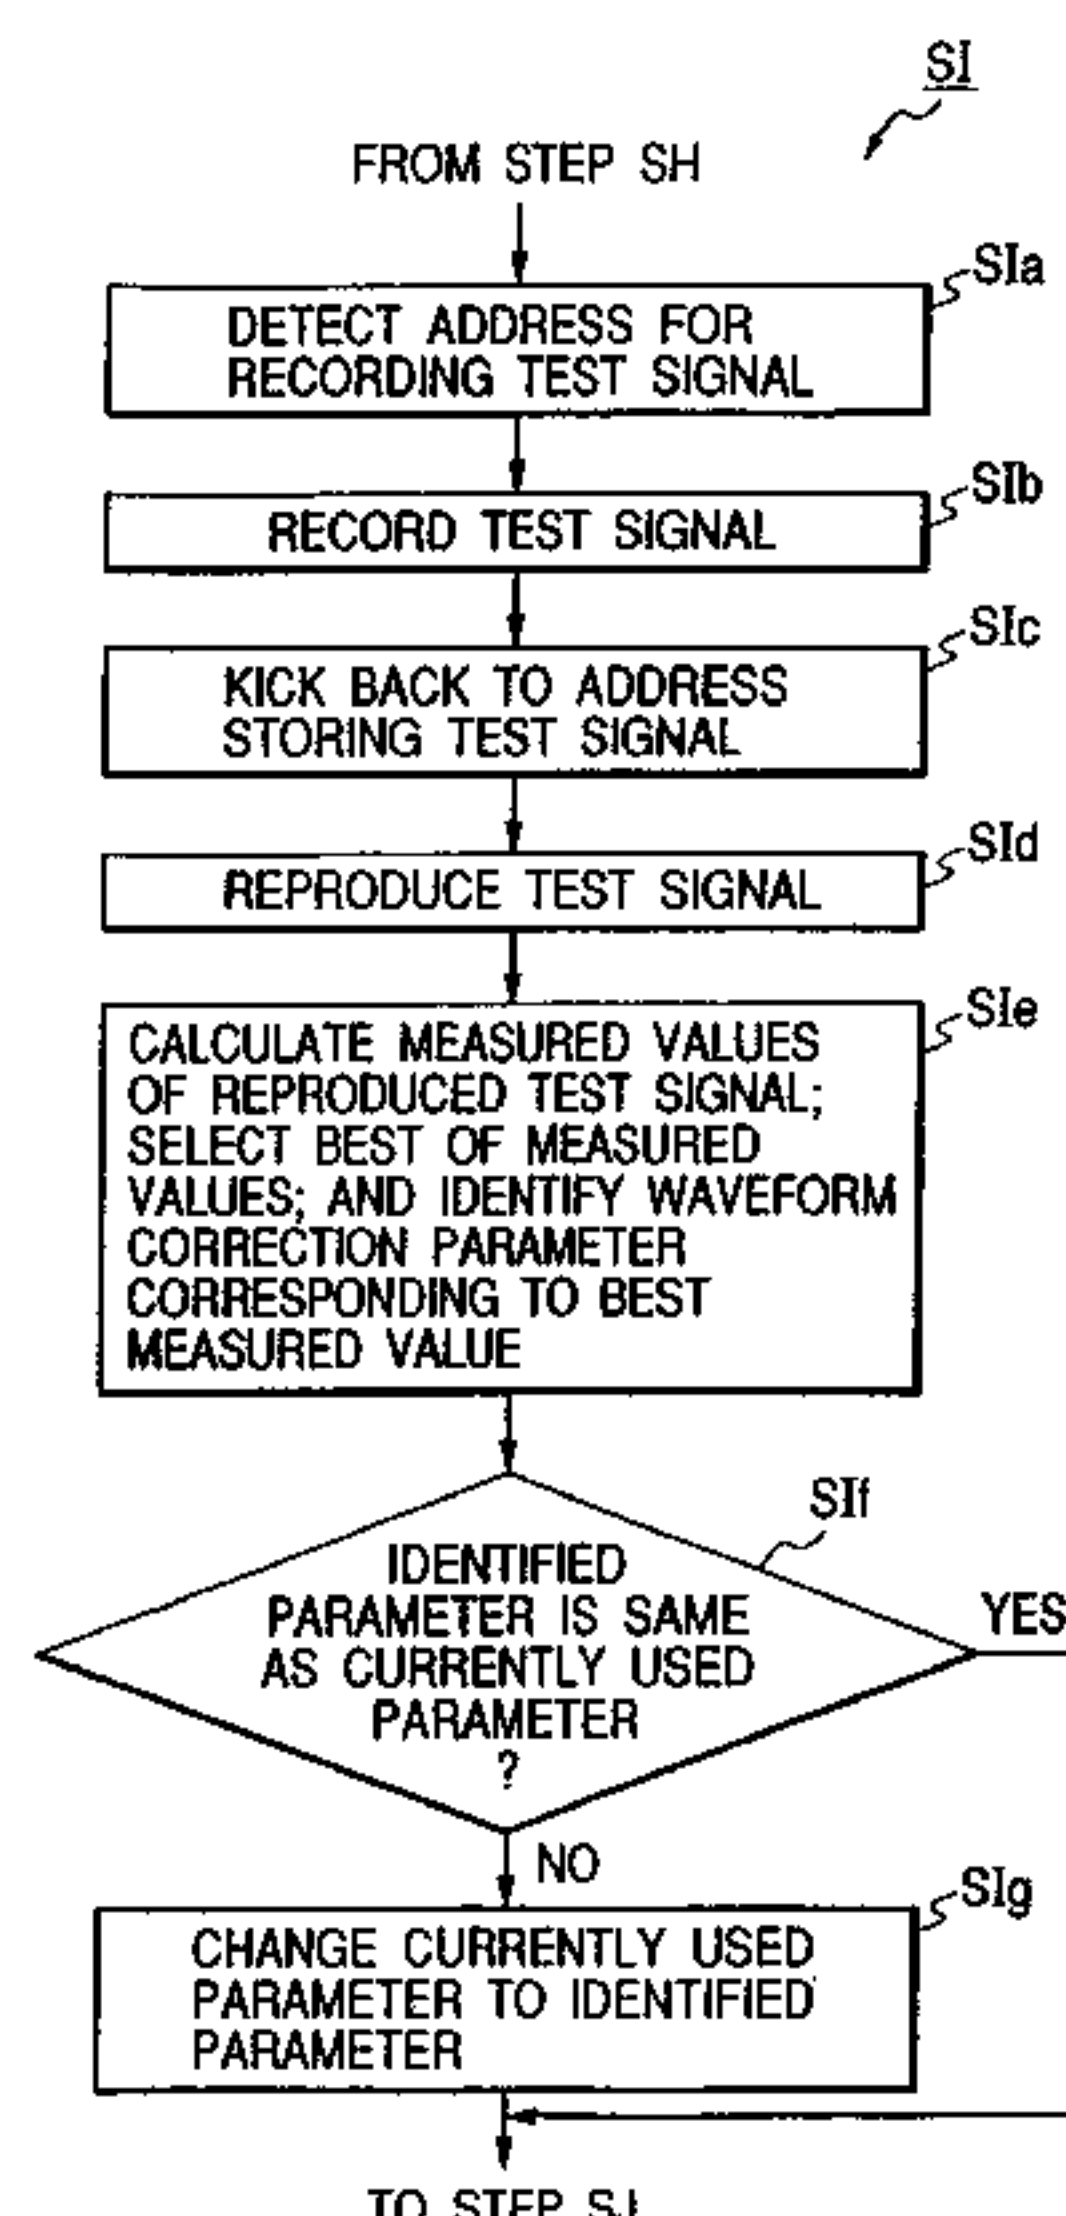 SI
FROM STEP SH
SIa
DETECT ADDRESS FOR
RECORDING TEST SIGNAL
SIb
RECORD TEST SIGNAL
SIc
KICK BACK TO ADDRESS
STORING TEST SIGNAL
SId
REPRODUCE TEST SIGNAL
SIe
CALCULATE MEASURED VALUES
OF REPRODUCED TEST SIGNAL;
SELECT BEST OF MEASURED
VALUES; AND IDENTIFY WAVEFORM
CORRECTION PARAMETER
CORRESPONDING TO BEST
MEASURED VALUE
SIf
IDENTIFIED
PARAMETER IS SAME
AS CURRENTLY USED
PARAMETER
?
YES
NO
SIg
CHANGE CURRENTLY USED
PARAMETER TO IDENTIFIED
PARAMETER
TO STEP